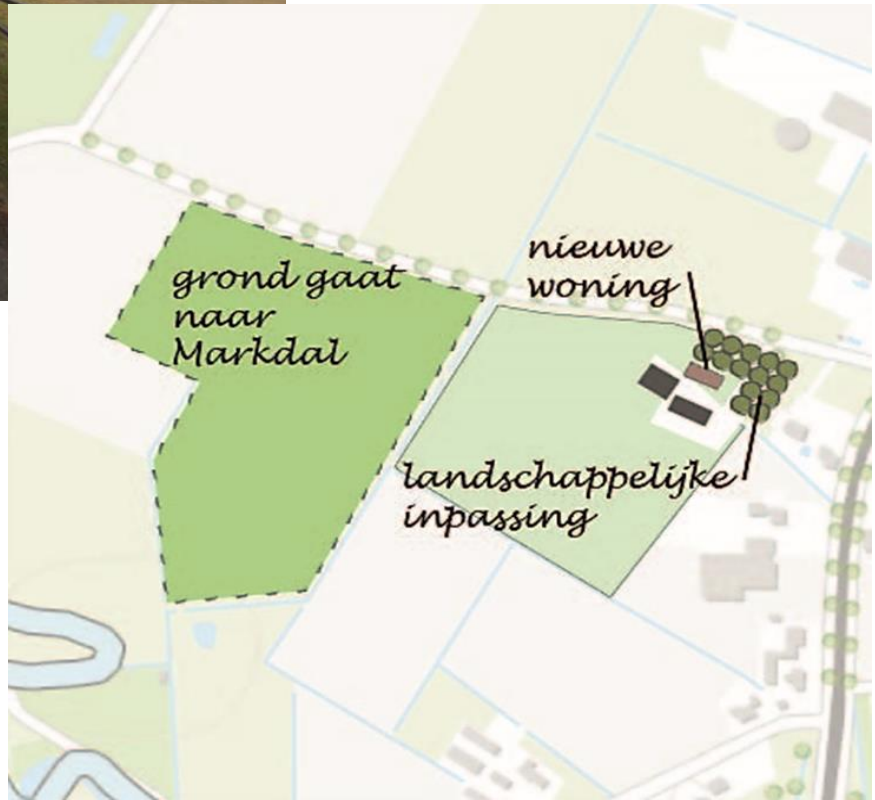 nieuwe
woning
grond gaat
naar
Markdal
landschappelijke
inpassing